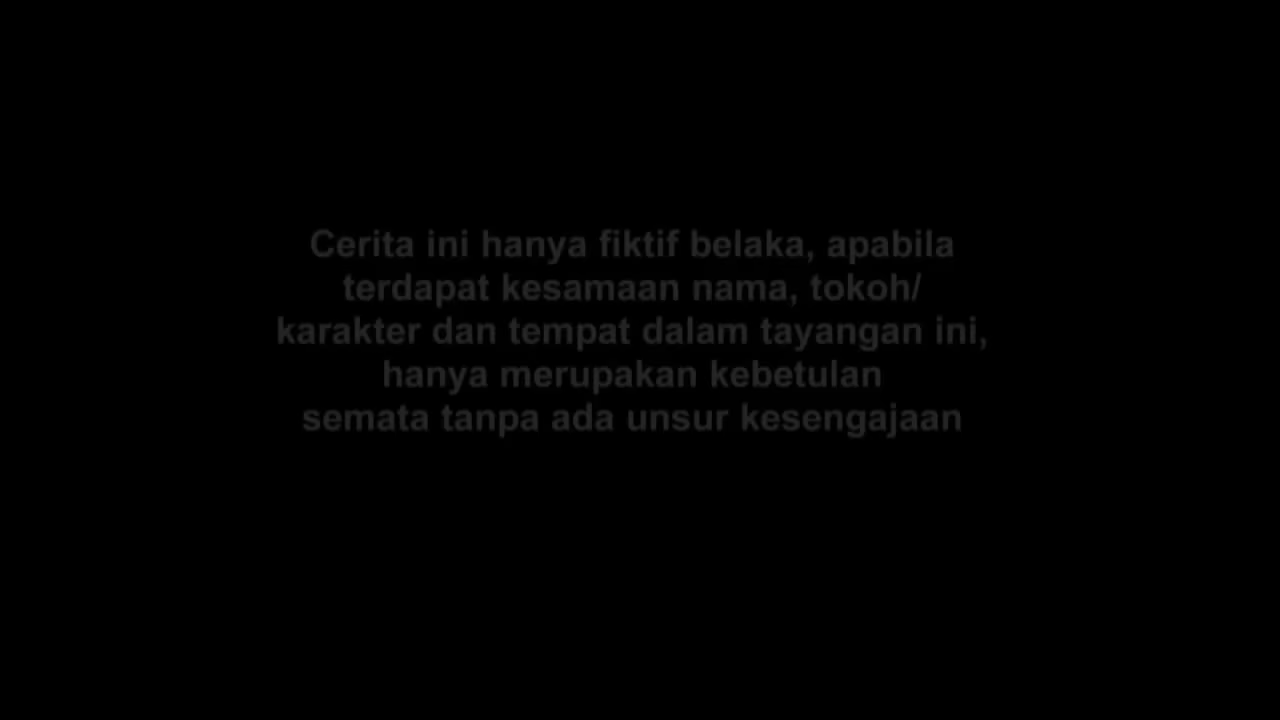 Cerita ini hanya fiktif belaka, apabila
terdapat kesamaan nama, tokoh/
karakter dan tempat dalam tayangan ini,
hanya merupakan kebetulan
semata tanpa ada unsur kesengajaan